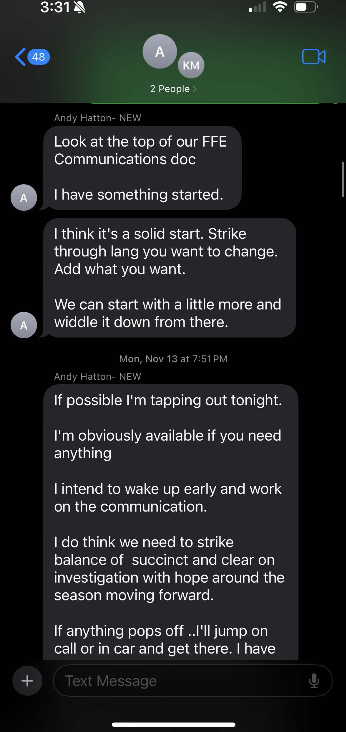 3:31
48
A
KM
2 People
Andy Hatton- NEW
Look at the top of our FFE
Communications doc
I have something started.
A
I think it's a solid start. Strike
through lang you want to change.
Add what you want.
We can start with a little more and
widdle it down from there.
A
Mon, Nov 13 at 7:51 PM
Andy Hatton- NEW
If possible I'm tapping out tonight.
I'm obviously available if you need
anything
I intend to wake up early and work
on the communication.
I do think we need to strike
balance of  succinct and clear on
investigation with hope around the
season moving forward.
If anything pops off ..I'll jump on
call or in car and get there. I have
Text Message